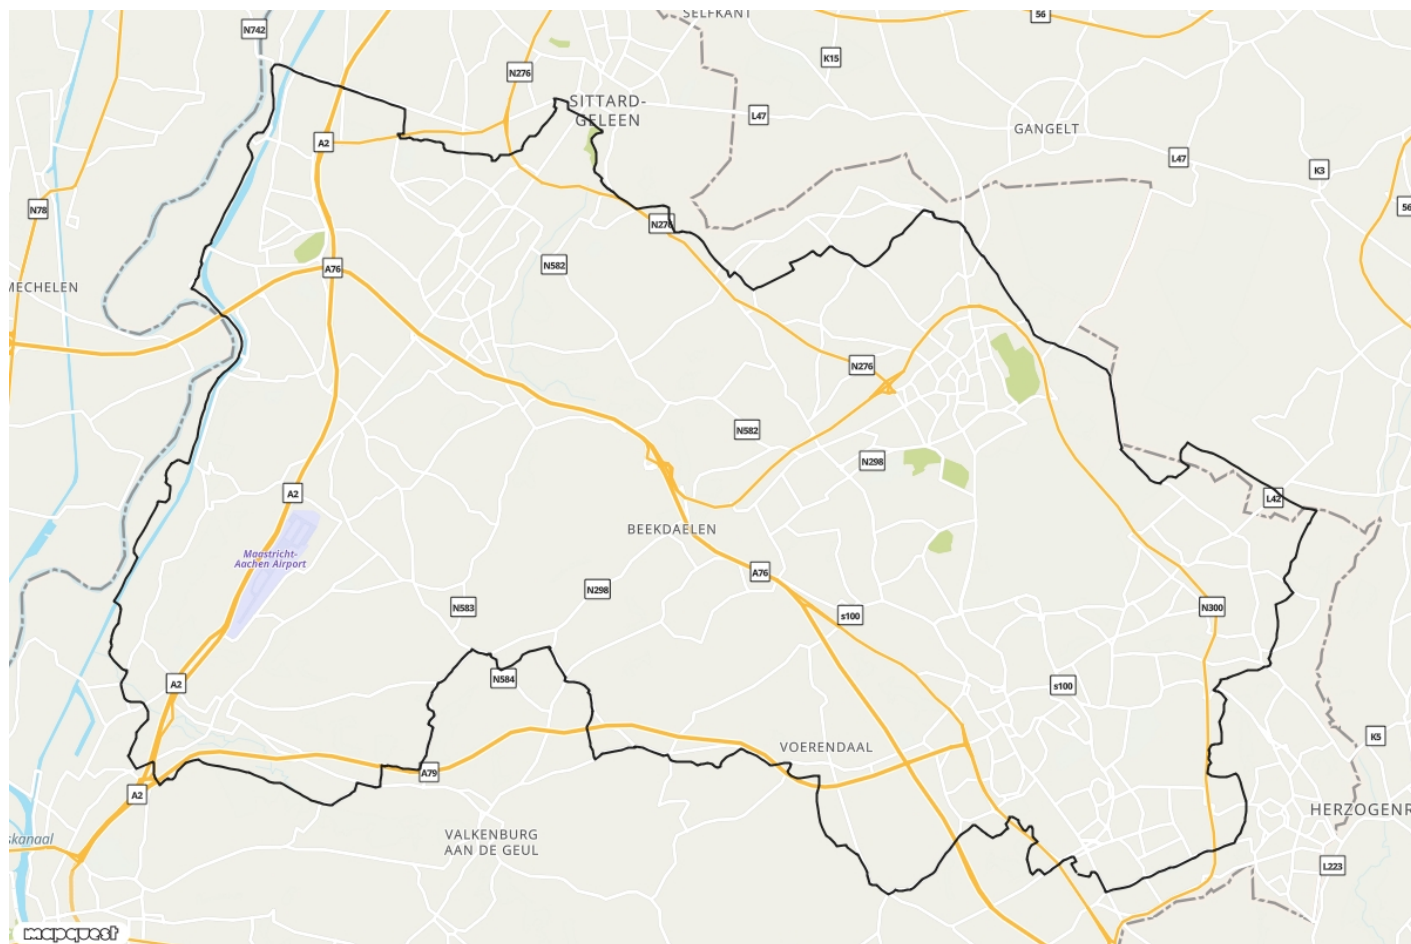 SELFKANT
56
N742
K15
N276
SITTARD-
GELEEN
L47
GANGELT
A2
L47
K3
N78
56
N276
N582
A76
MECHELEN
N276
N582
N298
A2
L42
BEEKDAELEN
Maastricht-
Aachen Airport
A76
N298
N583
s100
N300
N584
A2
s100
K5
VOERENDAAL
A79
A2
HERZOGENR
VALKENBURG
AAN DE GEUL
skanaal
L223
mapquest